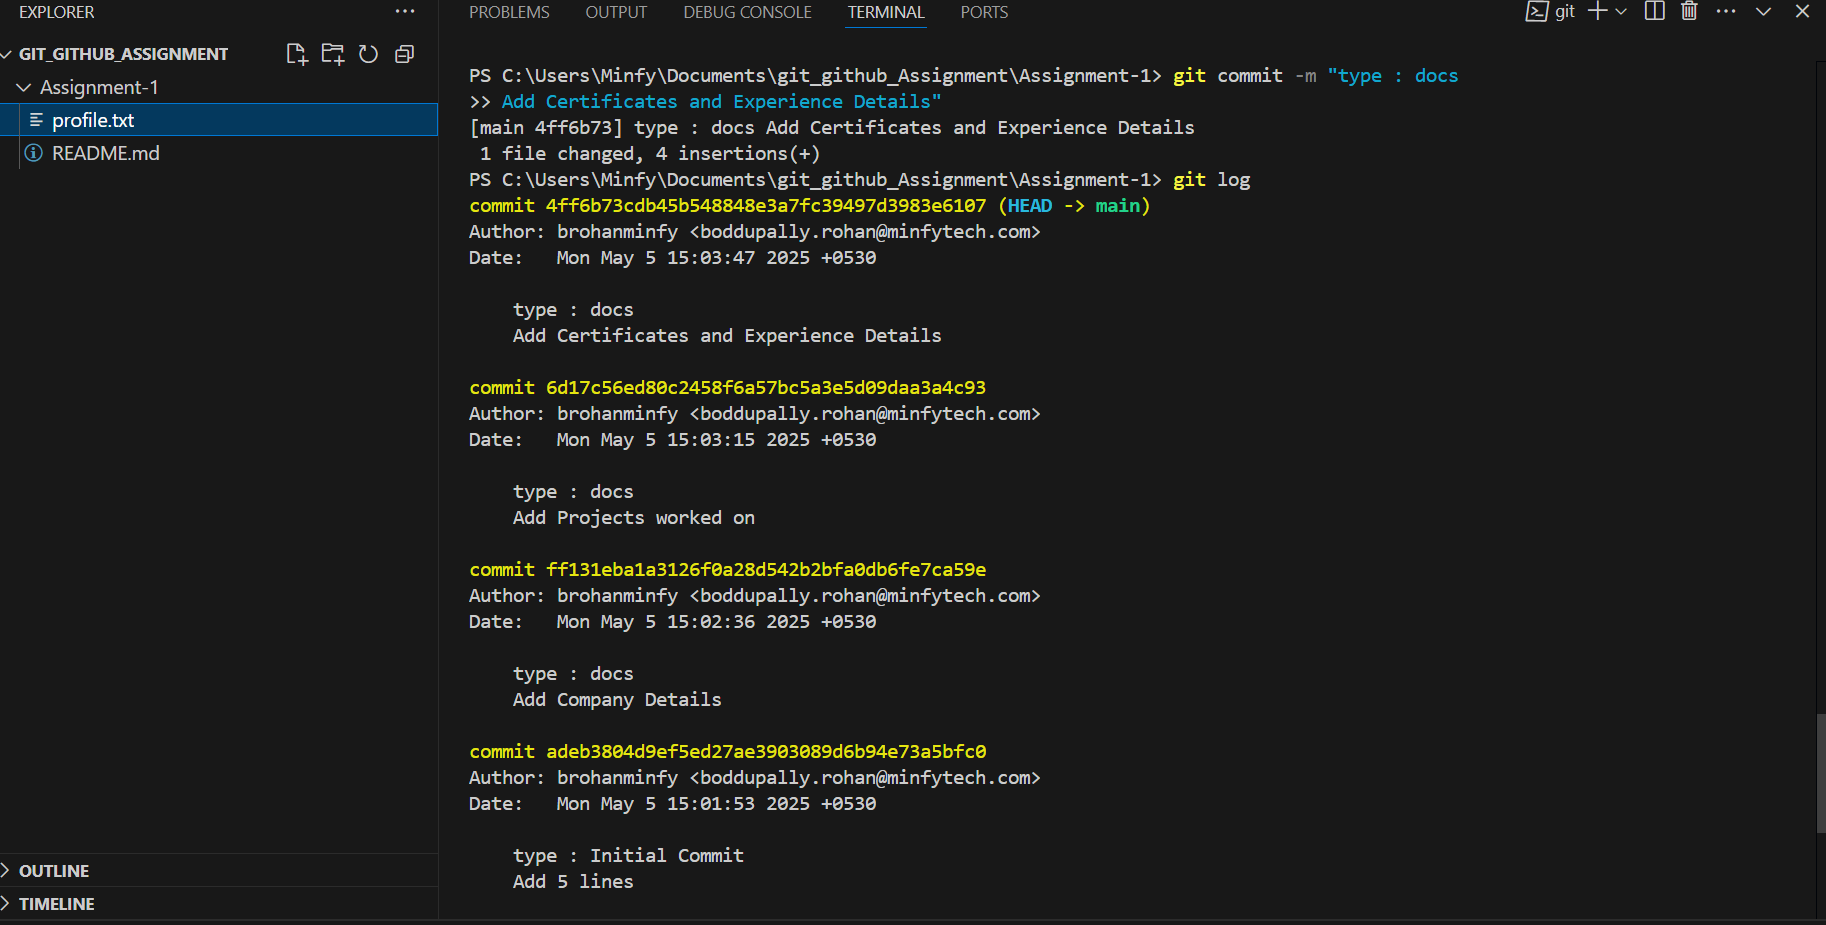 EXPLORER
GIT_GITHUB_ASSIGNMENT
Assignment-1
profile.txt
README.md
OUTLINE
TIMELINE
PROBLEMS OUTPUT DEBUG CONSOLE TERMINAL PORTS
git
PS C:\Users\Minfy\Documents\git_github_Assignment\Assignment-1> git commit -m "type : docs
>> Add Certificates and Experience Details"
[main 4ff6b73] type : docs Add Certificates and Experience Details
 1 file changed, 4 insertions(+)
PS C:\Users\Minfy\Documents\git_github_Assignment\Assignment-1> git log
commit 4ff6b73cdb45b548848e3a7fc39497d3983e6107 (HEAD -> main)
Author: brohanminfy <boddupally.rohan@minfytech.com>
Date:   Mon May 5 15:03:47 2025 +0530
    type : docs
    Add Certificates and Experience Details
commit 6d17c56ed80c2458f6a57bc5a3e5d09daa3a4c93
Author: brohanminfy <boddupally.rohan@minfytech.com>
Date:   Mon May 5 15:03:15 2025 +0530
    type : docs
    Add Projects worked on
commit ff131eba1a3126f0a28d542b2bfa0db6fe7ca59e
Author: brohanminfy <boddupally.rohan@minfytech.com>
Date:   Mon May 5 15:02:36 2025 +0530
    type : docs
    Add Company Details
commit adeb3804d9ef5ed27ae3903089d6b94e73a5bfc0
Author: brohanminfy <boddupally.rohan@minfytech.com>
Date:   Mon May 5 15:01:53 2025 +0530
    type : Initial Commit
    Add 5 lines